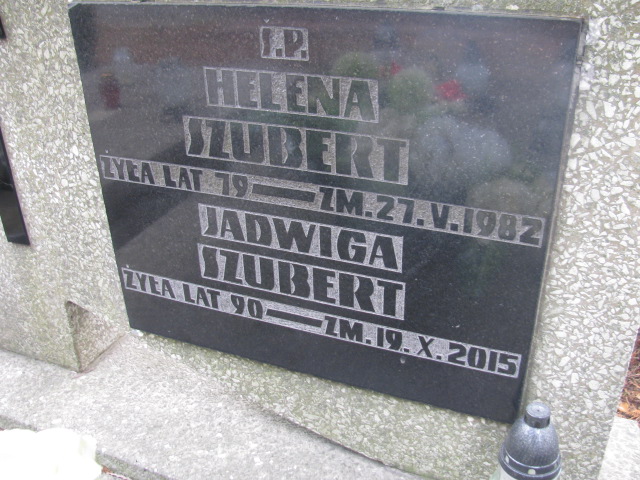 Ś.P.
HELENA
SZUBERT
ŻYŁA LAT 79 — ZM. 27.V.1982
JADWIGA
SZUBERT
ŻYŁA LAT 90 — ZM. 19.X.2015